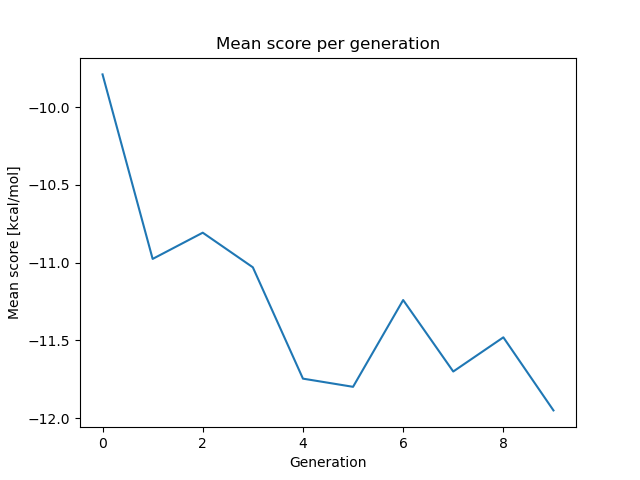 Mean score per generation
Mean score [kcal/mol]
−10.0
−10.5
−11.0
−11.5
−12.0
0 2 4 6 8
Generation